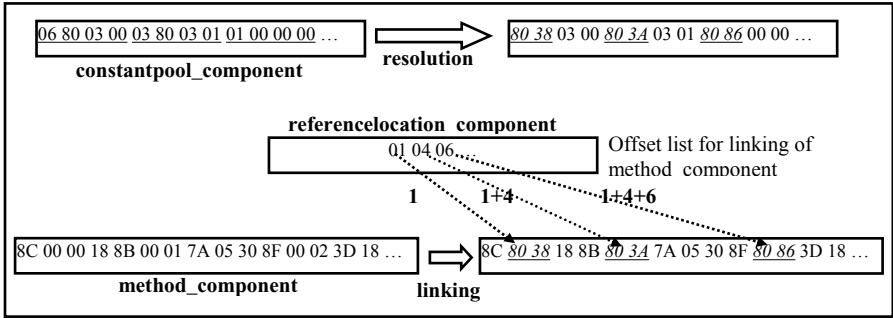 06 80 03 00 03 80 03 01 01 00 00 00 …
resolution
80 38 03 00 80 3A 03 01 80 86 00 00 …
constantpool_component
referencelocation component
01 04 06…
Offset list for linking of
method component
1
1+4
1+4+6
8C 00 00 18 8B 00 01 7A 05 30 8F 00 02 3D 18 …
8C 80 38 18 8B 80 3A 7A 05 30 8F 80 86 3D 18 …
method_component
linking